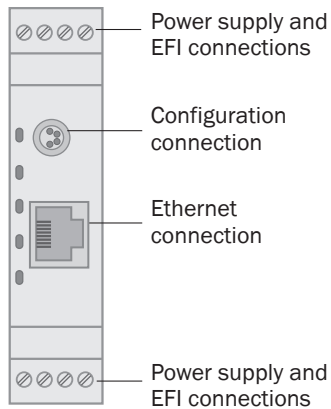 Power supply and
EFI connections
Configuration
connection
Ethernet
connection
Power supply and
EFI connections